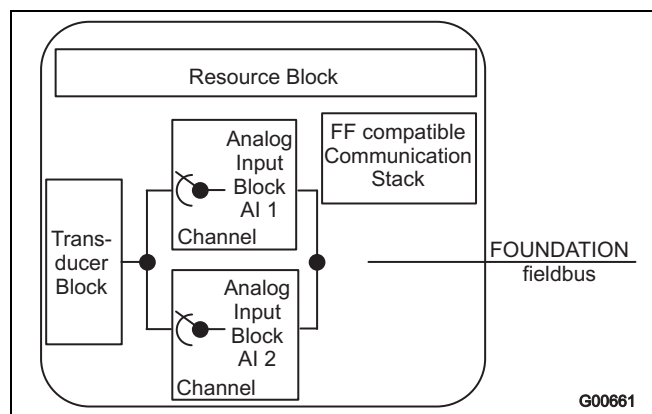 Resource Block
Analog
Input
Block
AI 1
Channel
FF compatible
Communication
Stack
Trans-
ducer
Block
Analog
Input
Block
AI 2
Channel
FOUNDATION
fieldbus
G00661